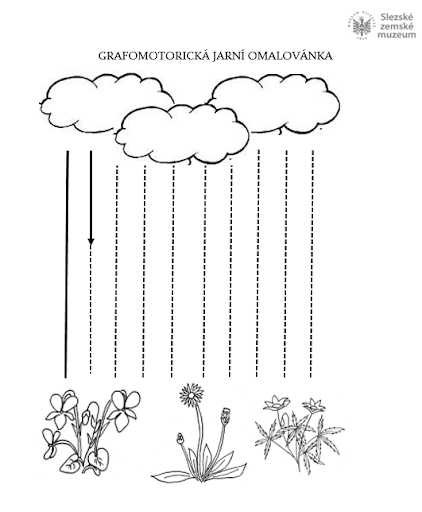 Slezské
zemské
muzeum
GRAFOMOTORICKÁ JARNÍ OMALOVÁNKA